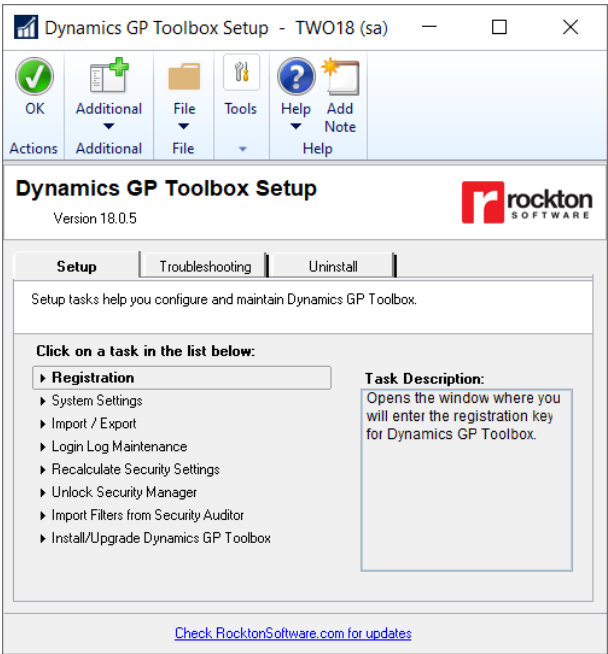 Dynamics GP Toolbox Setup - TWO18 (sa)
OK
Additional
File
Tools
Help
Add Note
Actions
Additional
File
Help
Dynamics GP Toolbox Setup
Version 18.0.5
rockton
SOFTWARE
Setup
Troubleshooting
Uninstall
Setup tasks help you configure and maintain Dynamics GP Toolbox.
Click on a task in the list below:
Registration
System Settings
Import / Export
Login Log Maintenance
Recalculate Security Settings
Unlock Security Manager
Import Filters from Security Auditor
Install/Upgrade Dynamics GP Toolbox
Task Description:
Opens the window where you
will enter the registration key
for Dynamics GP Toolbox.
Check RocktonSoftware.com for updates